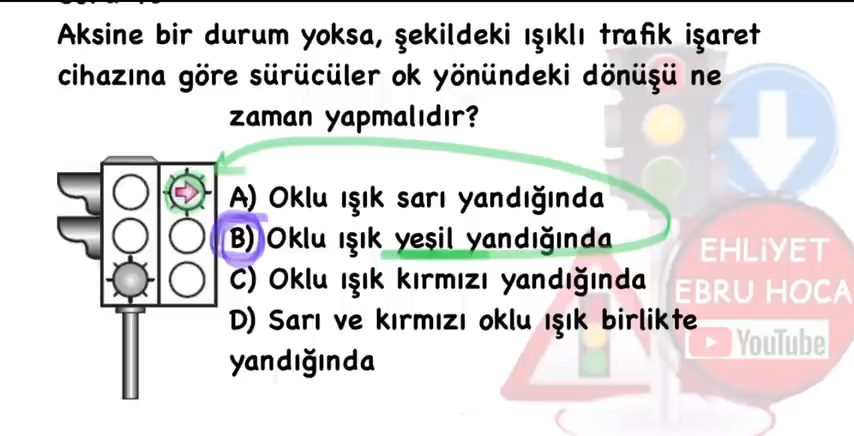 Aksine bir durum yoksa, şekildeki ışıklı trafik işaret
cihazına göre sürücüler ok yönündeki dönüşü ne
zaman yapmalıdır?
A) Oklu ışık sarı yandığında
B) Oklu ışık yeşil yandığında
C) Oklu ışık kırmızı yandığında
D) Sarı ve kırmızı oklu ışık birlikte
yandığında
EHLİYET
EBRU HOCA
YouTube